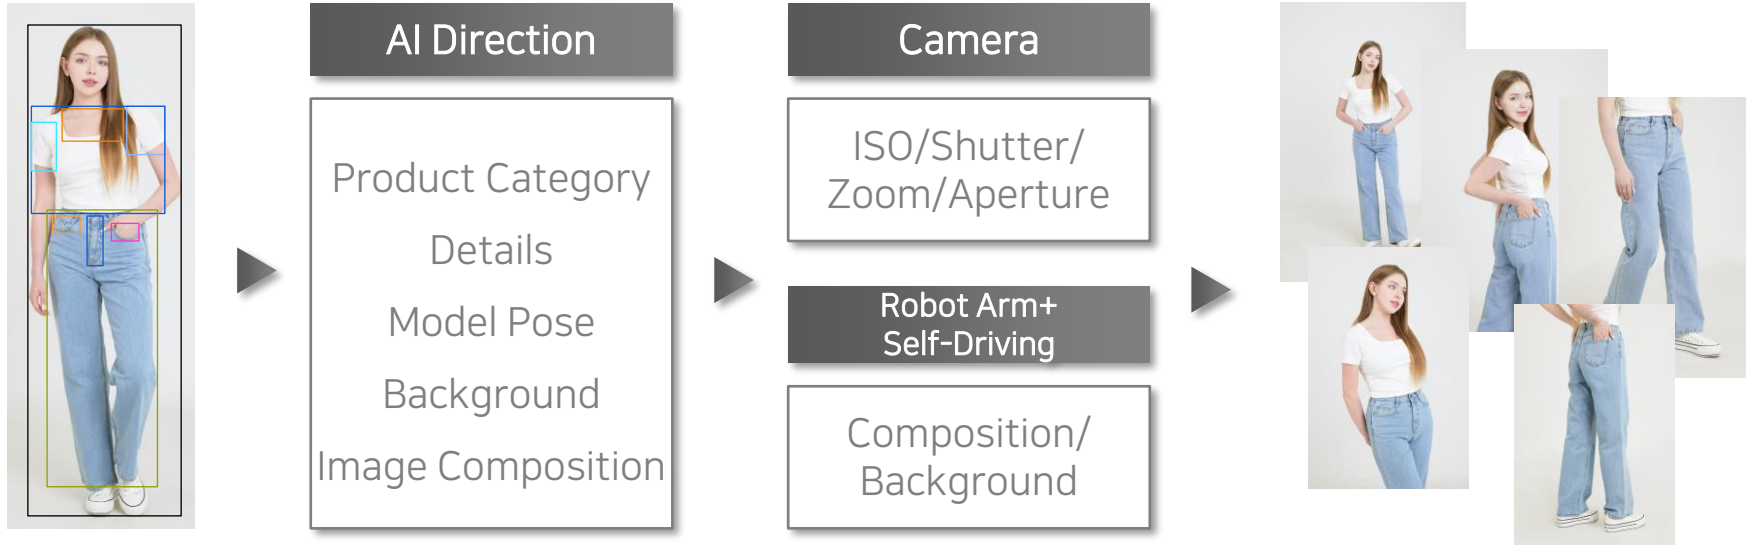 AI Direction
Product Category
Details
Model Pose
Background
Image Composition
Camera
ISO/Shutter/
Zoom/Aperture
Robot Arm+
Self-Driving
Composition/
Background